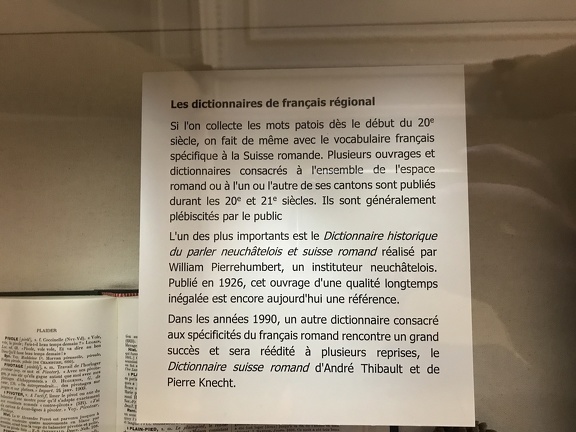 Les dictionnaires de français régional
Si l'on collecte les mots patois dès le début du 20e
siècle, on fait de même avec le vocabulaire français
spécifique à la Suisse romande. Plusieurs ouvrages et
dictionnaires consacrés à l'ensemble de l'espace
romand ou à l'un ou l'autre de ses cantons sont publiés
durant les 20e et 21e siècles. Ils sont généralement
plébiscités par le public
L'un des plus importants est le Dictionnaire historique
du parler neuchâtelois et suisse romand réalisé par
William Pierrehumbert, un instituteur neuchâtelois.
Publié en 1926, cet ouvrage d'une qualité longtemps
inégalée est encore aujourd'hui une référence.
Dans les années 1990, un autre dictionnaire consacré
aux spécificités du français romand rencontre un grand
succès et sera réédité à plusieurs reprises, le
Dictionnaire suisse romand d'André Thibault et de
Pierre Knecht.
PLAIDER